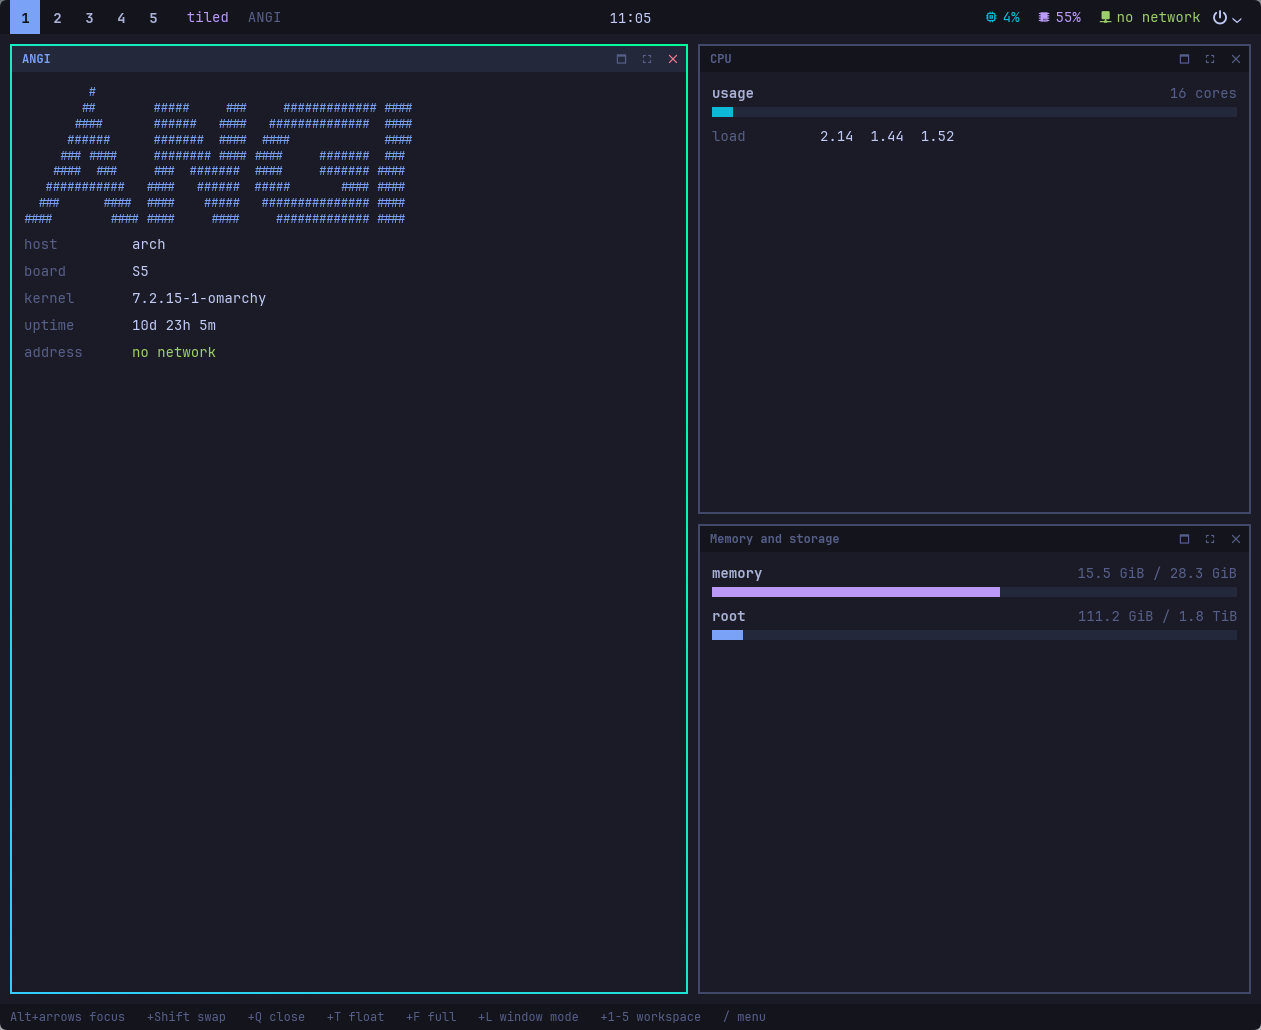 1 2 3 4 5 tiled ANGI 11:05 4% 55% no network
ANGI
host arch
board S5
kernel 7.2.15-1-omarchy
uptime 10d 23h 5m
address no network
CPU
usage 16 cores
load 2.14 1.44 1.52
Memory and storage
memory 15.5 GiB / 28.3 GiB
root 111.2 GiB / 1.8 TiB
Alt+arrows focus +Shift swap +Q close +T float +F full +L window mode +1-5 workspace / menu